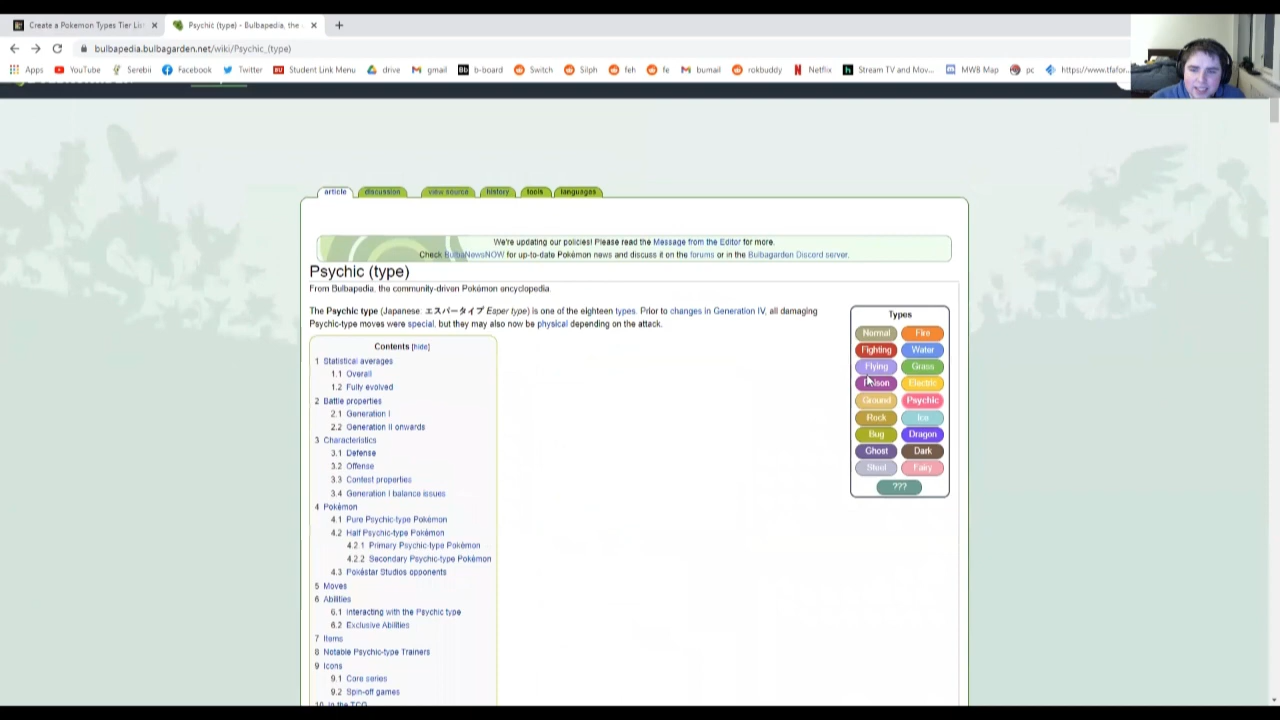 Create a Pokemon Types Tier Lis
Psychic (type) - Bulbapedia, the
bulbapedia.bulbagarden.net/wiki/Psychic_(type)
Apps YouTube Serebii Facebook Twitter Student Link Menu drive gmail b-board Switch Silph feh fe bumail rokbuddy Netflix Stream TV and Mov... MWB Map pc https://www.tfafor...
article discussion view source history tools languages
We're updating our policies! Please read the Message from the Editor for more.
Check BulbaNewsNOW for up-to-date Pokémon news and discuss it on the forums or in the Bulbagarden Discord server.
Psychic (type)
From Bulbapedia, the community-driven Pokémon encyclopedia.
The Psychic type (Japanese: エスパータイプ Esper type) is one of the eighteen types. Prior to changes in Generation IV, all damaging
Psychic-type moves were special, but they may also now be physical depending on the attack.
Contents [hide]
1 Statistical averages
1.1 Overall
1.2 Fully evolved
2 Battle properties
2.1 Generation I
2.2 Generation II onwards
3 Characteristics
3.1 Defense
3.2 Offense
3.3 Contest properties
3.4 Generation I balance issues
4 Pokémon
4.1 Pure Psychic-type Pokémon
4.2 Half Psychic-type Pokémon
4.2.1 Primary Psychic-type Pokémon
4.2.2 Secondary Psychic-type Pokémon
4.3 Pokéstar Studios opponents
5 Moves
6 Abilities
6.1 Interacting with the Psychic type
6.2 Exclusive Abilities
7 Items
8 Notable Psychic-type Trainers
9 Icons
9.1 Core series
9.2 Spin-off games
10 In the TCG
Types
Normal Fire
Fighting Water
Flying Grass
Poison Electric
Ground Psychic
Rock Ice
Bug Dragon
Ghost Dark
Steel Fairy
???